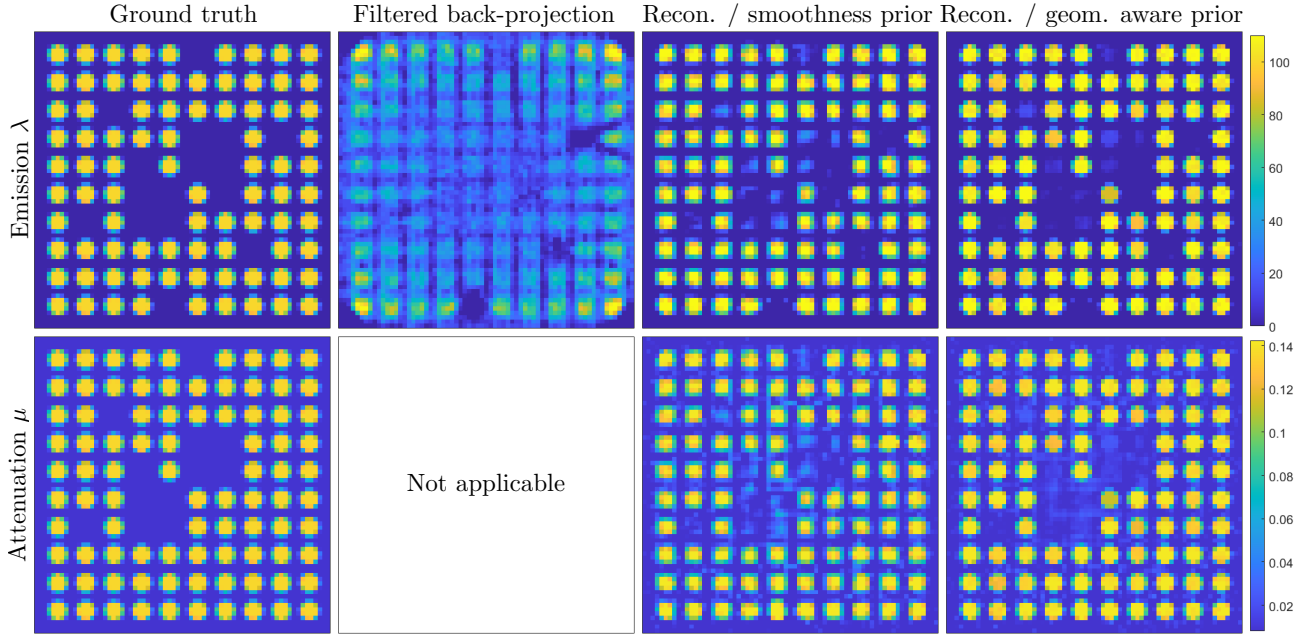 Ground truth
Filtered back-projection
Recon. / smoothness prior
Recon. / geom. aware prior
Emission λ
100
80
60
40
20
0
Attenuation μ
Not applicable
0.14
0.12
0.1
0.08
0.06
0.04
0.02